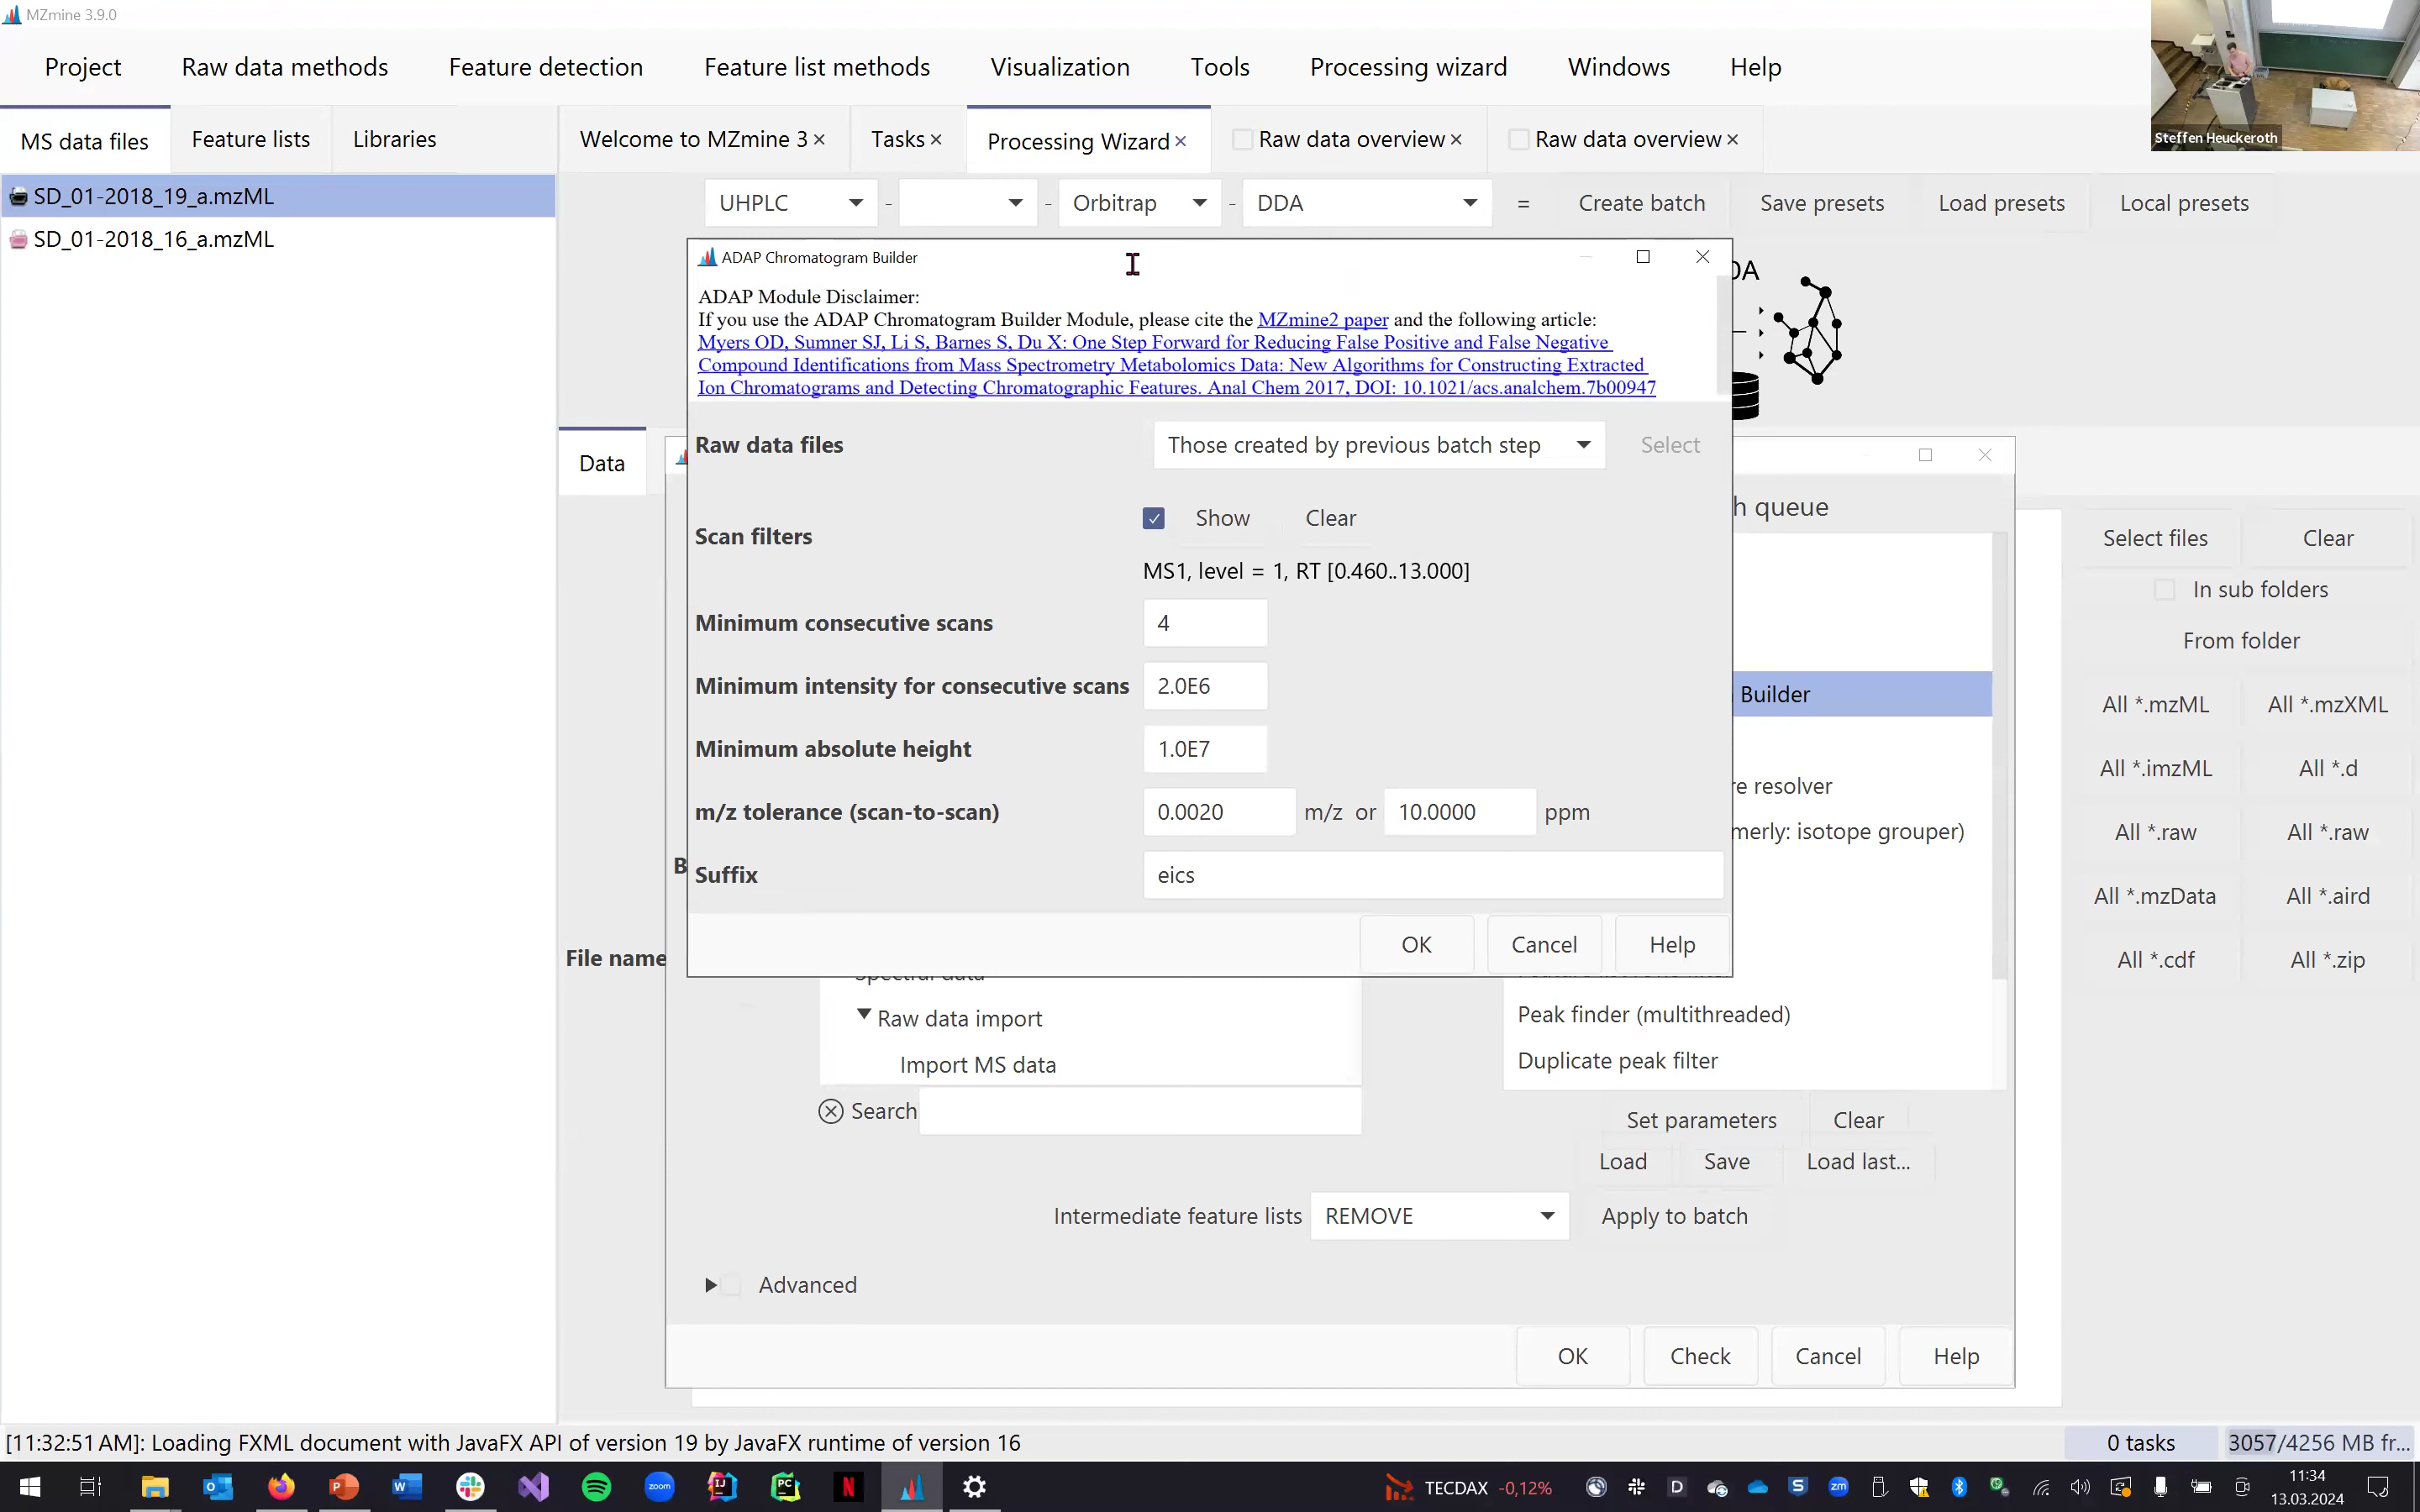 MZmine 3.9.0
Project Raw data methods Feature detection Feature list methods Visualization Tools Processing wizard Windows Help
Steffen Heuckeroth
MS data files Feature lists Libraries
Welcome to MZmine 3 Tasks Processing Wizard Raw data overview Raw data overview
SD_01-2018_19_a.mzML
SD_01-2018_16_a.mzML
UHPLC - - Orbitrap - DDA = Create batch Save presets Load presets Local presets
ADAP Chromatogram Builder
DA
ADAP Module Disclaimer:
If you use the ADAP Chromatogram Builder Module, please cite the MZmine2 paper and the following article:
Myers OD, Sumner SJ, Li S, Barnes S, Du X: One Step Forward for Reducing False Positive and False Negative
Compound Identifications from Mass Spectrometry Metabolomics Data: New Algorithms for Constructing Extracted
Ion Chromatograms and Detecting Chromatographic Features. Anal Chem 2017, DOI: 10.1021/acs.analchem.7b00947
Raw data files Those created by previous batch step Select
Data
Scan filters Show Clear
MS1, level = 1, RT [0.460..13.000]
Minimum consecutive scans 4
Minimum intensity for consecutive scans 2.0E6
Minimum absolute height 1.0E7
m/z tolerance (scan-to-scan) 0.0020 m/z or 10.0000 ppm
B
Suffix eics
OK Cancel Help
h queue
Builder
re resolver
merly: isotope grouper)
Select files Clear
In sub folders
From folder
All *.mzML All *.mzXML
All *.imzML All *.d
All *.raw All *.raw
All *.mzData All *.aird
All *.cdf All *.zip
File name
Spectral data
Raw data import
Import MS data
Search
Peak finder (multithreaded)
Duplicate peak filter
Set parameters Clear
Load Save Load last...
Intermediate feature lists REMOVE Apply to batch
Advanced
OK Check Cancel Help
[11:32:51 AM]: Loading FXML document with JavaFX API of version 19 by JavaFX runtime of version 16
0 tasks 3057/4256 MB fr...
TECDAX -0,12%
11:34
13.03.2024